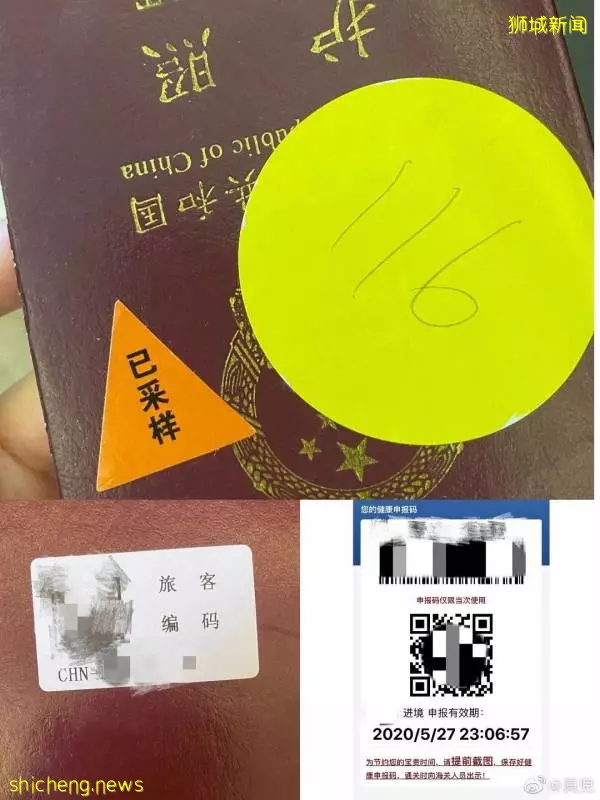 狮城新闻
护
照
public of China
共和国
116
已采样
旅 客
编 码
CHN-
您的健康申报码
申报码仅限当次使用
进境 申报有效期：
2020/5/27 23:06:57
为节约您的宝贵时间、请提前截图，保存好健
康申报码、通关时向海关人员出示！
shicheng.news